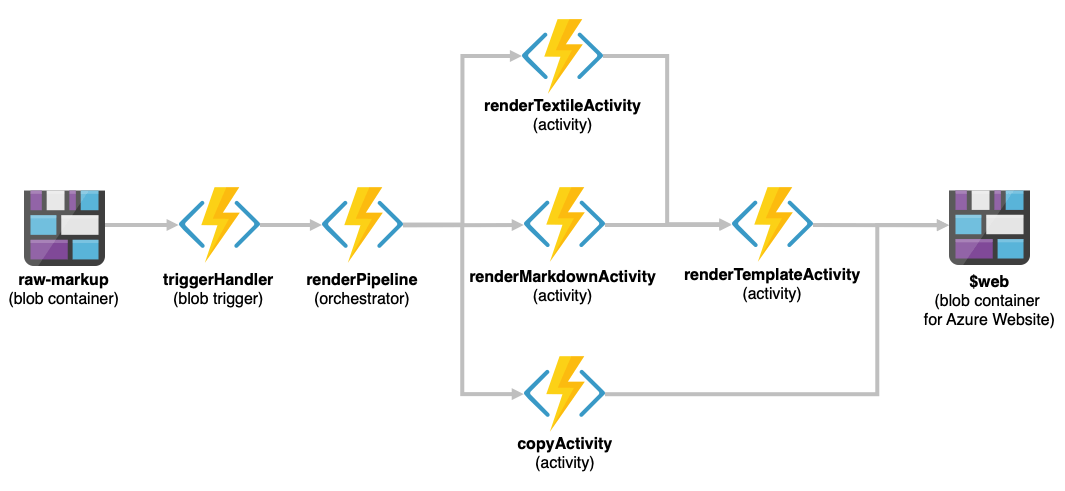 renderTextileActivity
(activity)
raw-markup
(blob container)
triggerHandler
(blob trigger)
renderPipeline
(orchestrator)
renderMarkdownActivity
(activity)
renderTemplateActivity
(activity)
$web
(blob container
for Azure Website)
copyActivity
(activity)